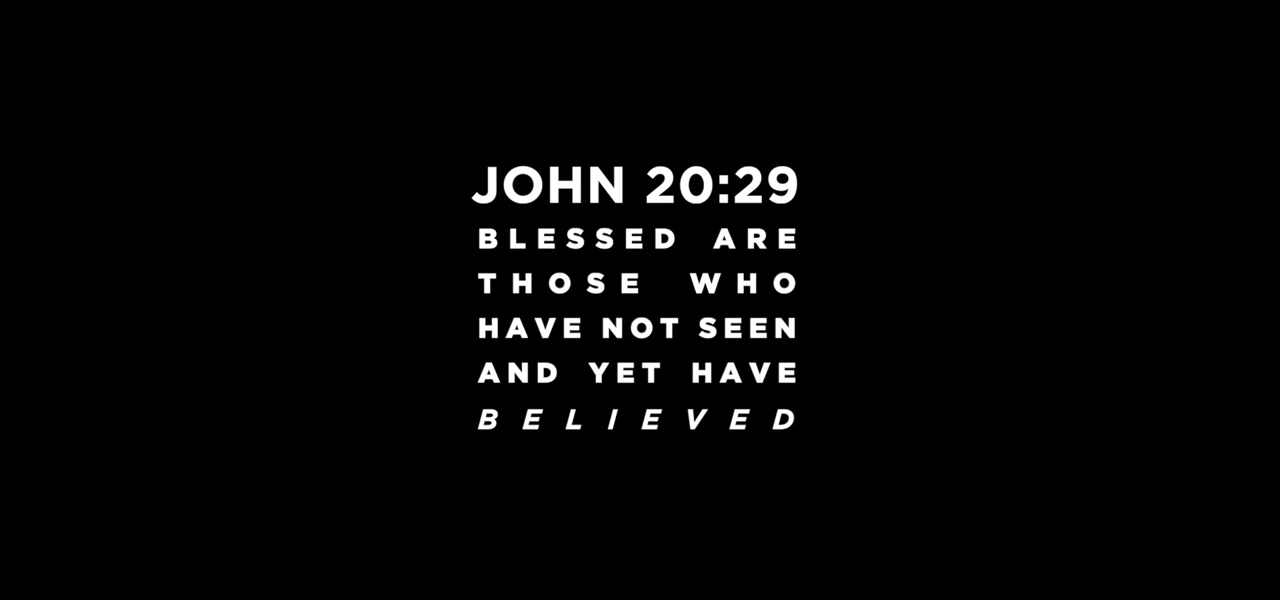 JOHN 20:29
BLESSED ARE
THOSE WHO
HAVE NOT SEEN
AND YET HAVE
BELIEVED